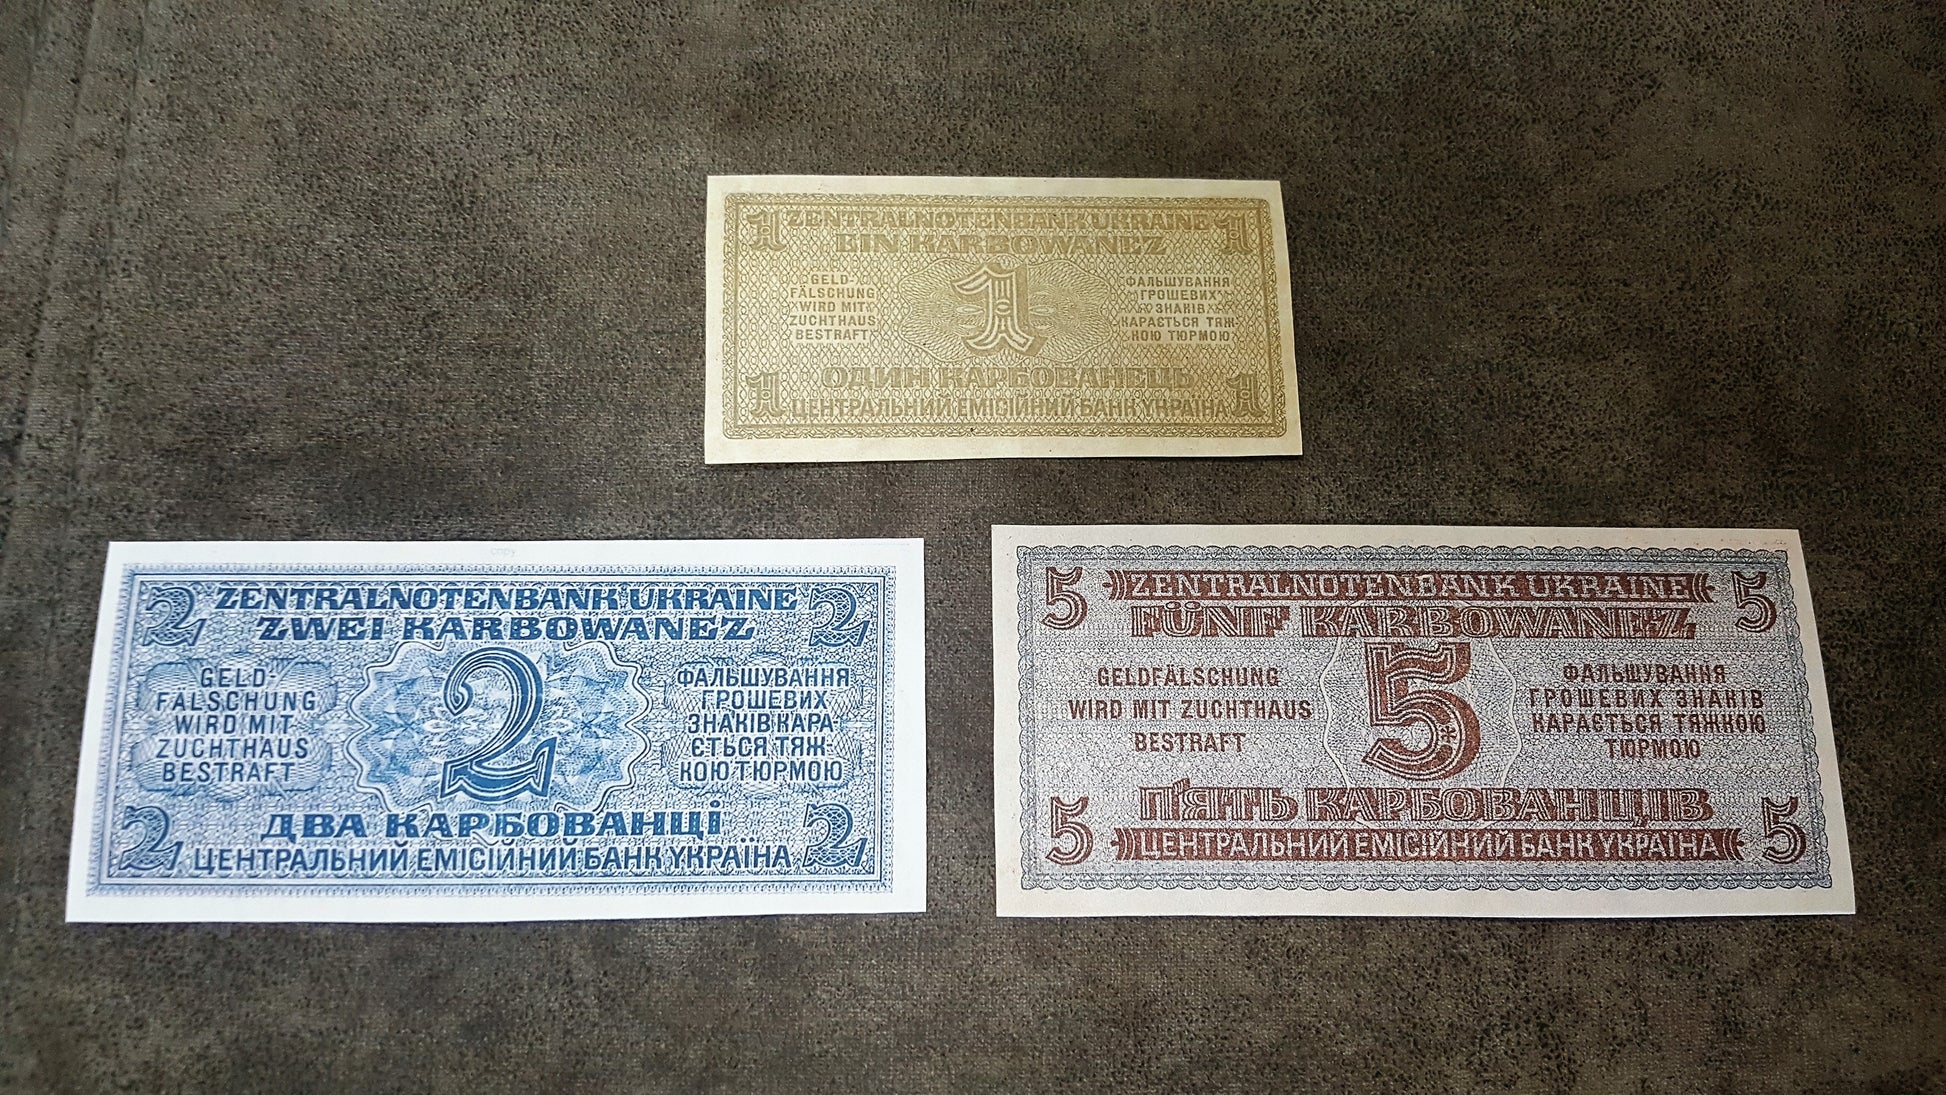 1 ZENTRALNOTENBANK UKRAINE 1
EIN KARBOWANEZ
GELD-
FÄLSCHUNG
WIRD MIT
ZUCHTHAUS
BESTRAFT
1
ФАЛЬШУВАННЯ
ГРОШЕВИХ
ЗНАКІВ
КАРАЄТЬСЯ ТЯЖ-
КОЮ ТЮРМОЮ
ОДИН КАРБОВАНЕЦЬ
1 ЦЕНТРАЛЬНИЙ ЕМІСІЙНИЙ БАНК УКРАЇНА 1
copy
2 ZENTRALNOTENBANK UKRAINE 2
ZWEI KARBOWANEZ
GELD-
FÄLSCHUNG
WIRD MIT
ZUCHTHAUS
BESTRAFT
2
ФАЛЬШУВАННЯ
ГРОШЕВИХ
ЗНАКІВ КАРА-
ЄТЬСЯ ТЯЖ-
КОЮ ТЮРМОЮ
ДВА КАРБОВАНЦІ
2 ЦЕНТРАЛЬНИЙ ЕМІСІЙНИЙ БАНК УКРАЇНА 2
5 ZENTRALNOTENBANK UKRAINE 5
FÜNF KARBOWANEZ
GELDFÄLSCHUNG
WIRD MIT ZUCHTHAUS
BESTRAFT
5
ФАЛЬШУВАННЯ
ГРОШЕВИХ ЗНАКІВ
КАРАЄТЬСЯ ТЯЖКОЮ
ТЮРМОЮ
П'ЯТЬ КАРБОВАНЦІВ
5 ЦЕНТРАЛЬНИЙ ЕМІСІЙНИЙ БАНК УКРАЇНА 5